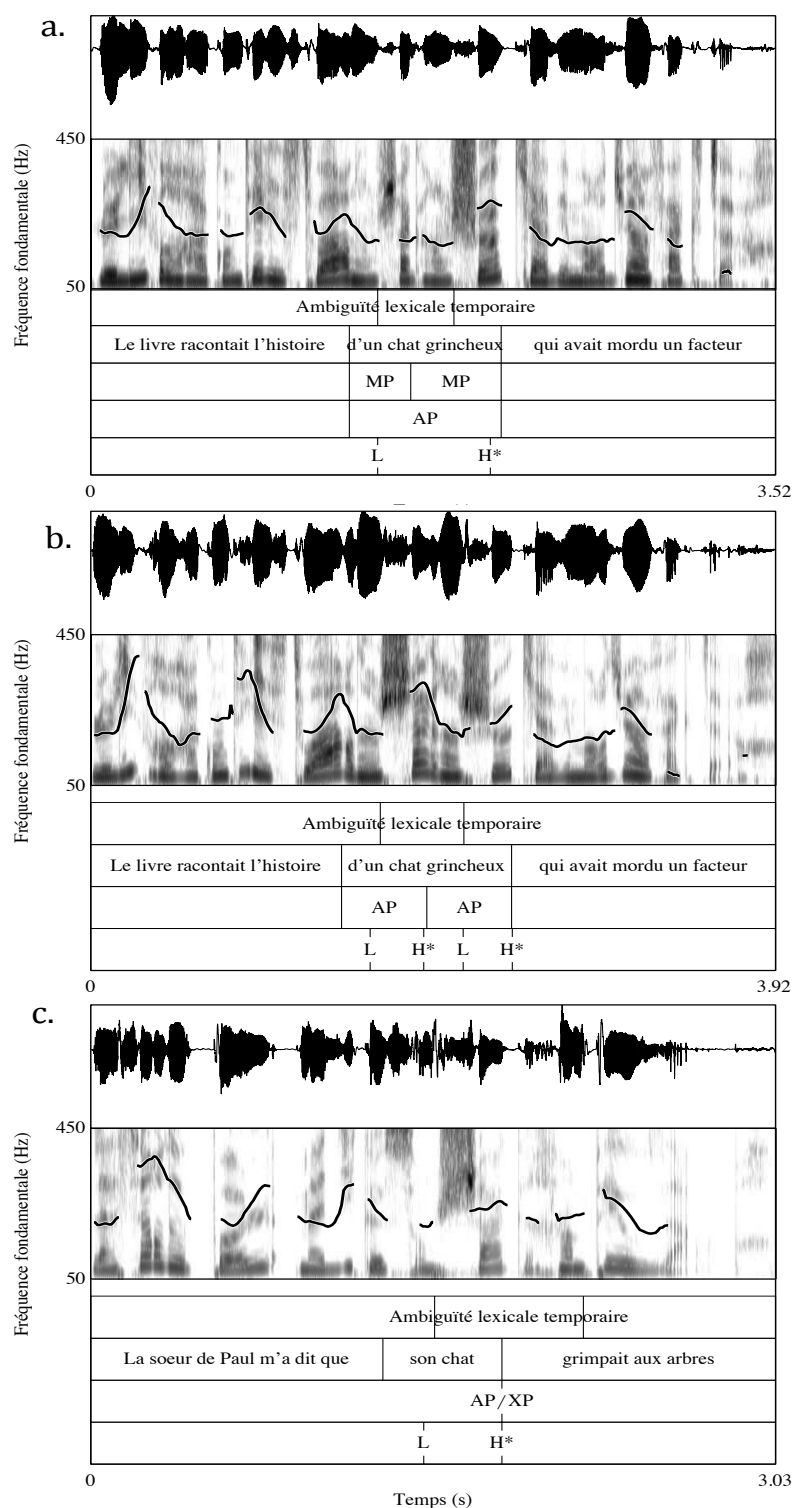 a.
450
Fréquence fondamentale (Hz)
50
Ambiguïté lexicale temporaire
Le livre racontait l'histoire d'un chat grincheux qui avait mordu un facteur
MP MP
AP
L H*
0 3.52
b.
450
Fréquence fondamentale (Hz)
50
Ambiguïté lexicale temporaire
Le livre racontait l'histoire d'un chat grincheux qui avait mordu un facteur
AP AP
L H* L H*
0 3.92
c.
450
Fréquence fondamentale (Hz)
50
Ambiguïté lexicale temporaire
La soeur de Paul m'a dit que son chat grimpait aux arbres
AP/XP
L H*
0 3.03
Temps (s)